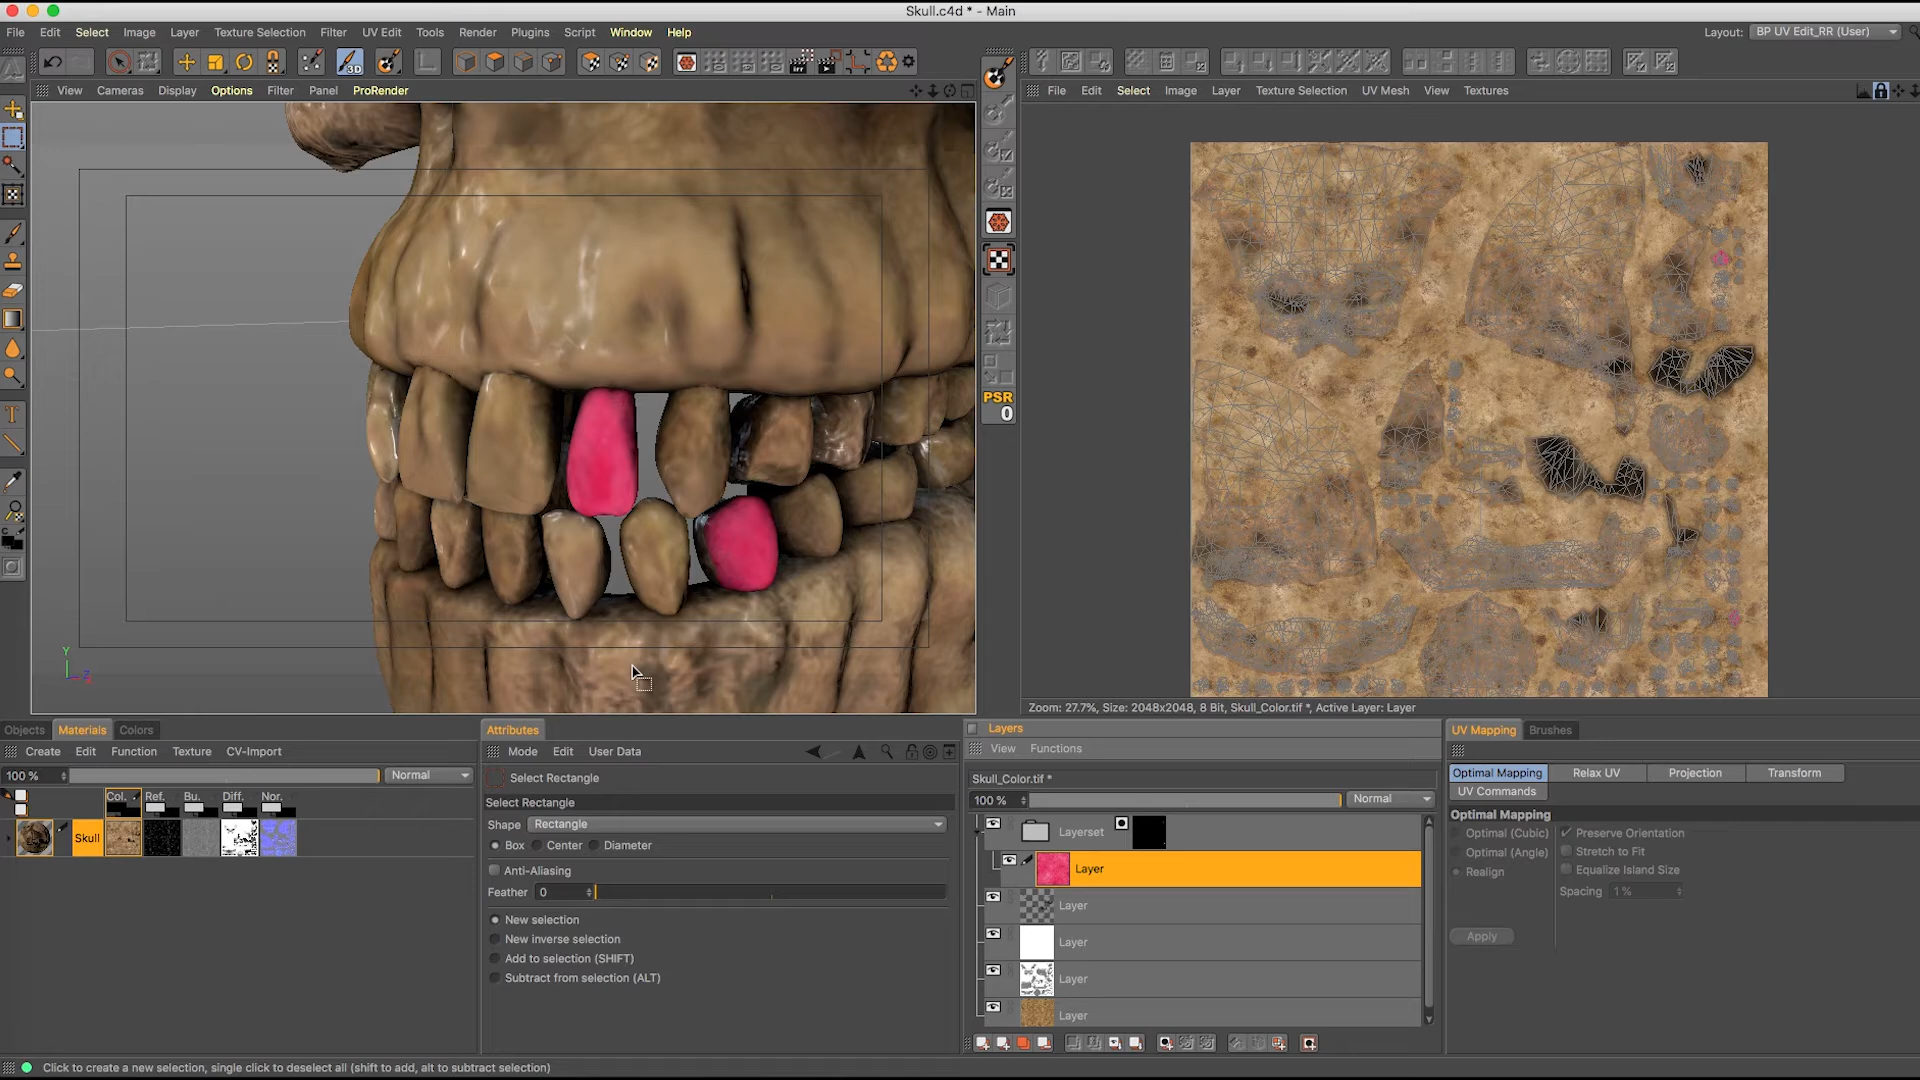 Skull.c4d * - Main
File Edit Select Image Layer Texture Selection Filter UV Edit Tools Render Plugins Script Window Help
Layout: BP UV Edit_RR (User)
View Cameras Display Options Filter Panel ProRender
File Edit Select Image Layer Texture Selection UV Mesh View Textures
PSR
0
Y
Z
Zoom: 27.7%, Size: 2048x2048, 8 Bit, Skull_Color.tif *, Active Layer: Layer
Objects Materials Colors
Create Edit Function Texture CV-Import
100 % Normal
Col. Ref. Bu. Diff. Nor.
Skull
Attributes
Mode Edit User Data
Select Rectangle
Select Rectangle
Shape Rectangle
Box Center Diameter
Anti-Aliasing
Feather 0
New selection
New inverse selection
Add to selection (SHIFT)
Subtract from selection (ALT)
Layers
View Functions
Skull_Color.tif *
100 % Normal
Layerset
Layer
Layer
Layer
Layer
Layer
UV Mapping Brushes
Optimal Mapping Relax UV Projection Transform
UV Commands
Optimal Mapping
Optimal (Cubic) Preserve Orientation
Optimal (Angle) Stretch to Fit
Realign Equalize Island Size
Spacing 1 %
Apply
Click to create a new selection, single click to deselect all (shift to add, alt to subtract selection)